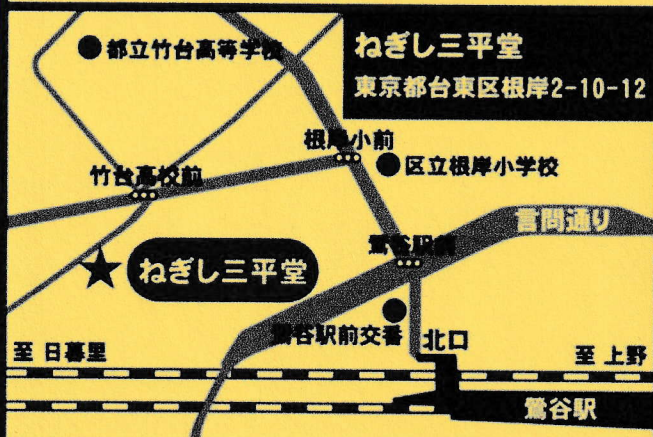 ねぎし三平堂
東京都台東区根岸2-10-12
都立竹台高等学校
根岸小前
区立根岸小学校
竹台高校前
言問通り
鶯谷駅前
ねぎし三平堂
鶯谷駅前交番
北口
至 日暮里
至 上野
鶯谷駅